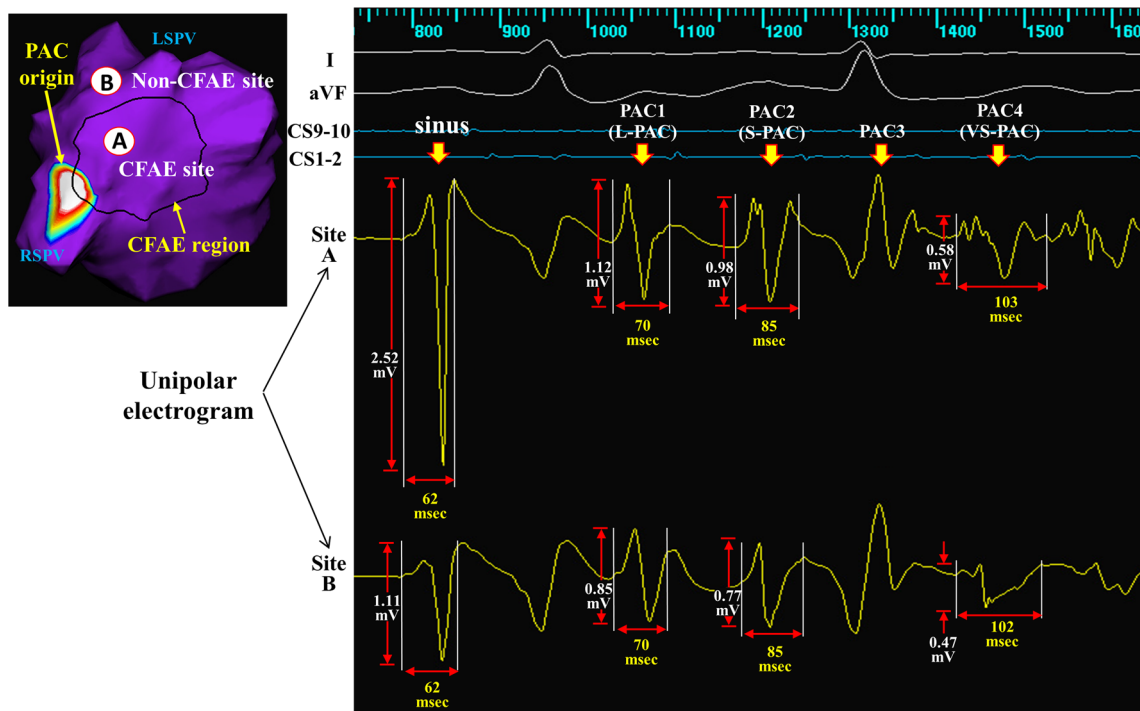 800 900 1000 1100 1200 1300 1400 1500
LSPV
PAC
origin
B
Non-CFAE site
A
CFAE site
RSPV
CFAE region
I
aVF
CS9-10
CS1-2
sinus
PAC1
(L-PAC)
PAC2
(S-PAC)
PAC3
PAC4
(VS-PAC)
Site
A
2.52
mV
62
msec
1.12
mV
70
msec
0.98
mV
85
msec
0.58
mV
103
msec
Unipolar
electrogram
Site
B
1.11
mV
62
msec
0.85
mV
70
msec
0.77
mV
85
msec
0.47
mV
102
msec